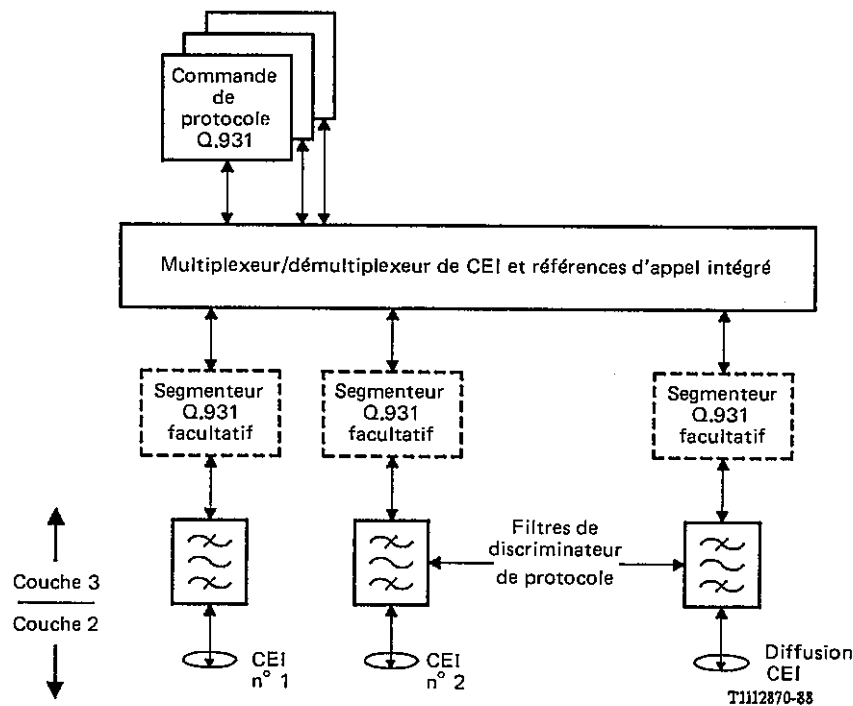 Commande
de
protocole
Q.931
Multiplexeur/démultiplexeur de CEI et références d'appel intégré
Segmenteur
Q.931
facultatif
Segmenteur
Q.931
facultatif
Segmenteur
Q.931
facultatif
Filtres de
discriminateur
de protocole
Couche 3
Couche 2
CEI
n° 1
CEI
n° 2
Diffusion
CEI
T1112870-88